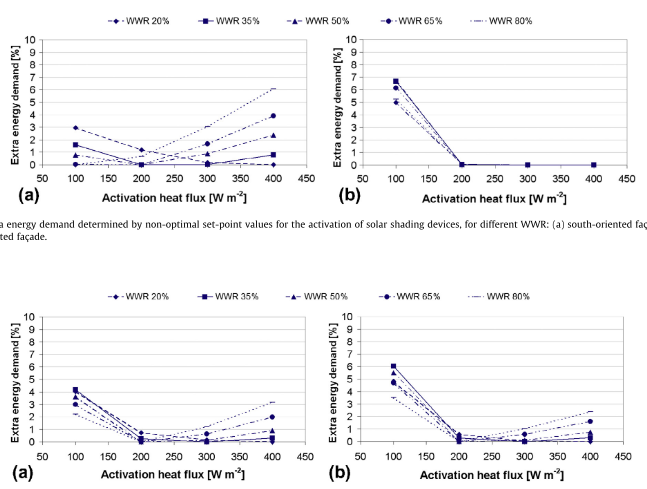 WWR 20% WWR 35% WWR 50% WWR 65% WWR 80%
Extra energy demand [%]
10
9
8
7
6
5
4
3
2
1
0
50 100 150 200 250 300 350 400 450
(a) Activation heat flux [W m-2]
Extra energy demand [%]
10
9
8
7
6
5
4
3
2
1
0
50 100 150 200 250 300 350 400 450
(b) Activation heat flux [W m-2]
a energy demand determined by non-optimal set-point values for the activation of solar shading devices, for different WWR: (a) south-oriented faç
ted façade.
WWR 20% WWR 35% WWR 50% WWR 65% WWR 80%
Extra energy demand [%]
10
9
8
7
6
5
4
3
2
1
0
50 100 150 200 250 300 350 400 450
(a) Activation heat flux [W m-2]
Extra energy demand [%]
10
9
8
7
6
5
4
3
2
1
0
50 100 150 200 250 300 350 400 450
(b) Activation heat flux [W m-2]